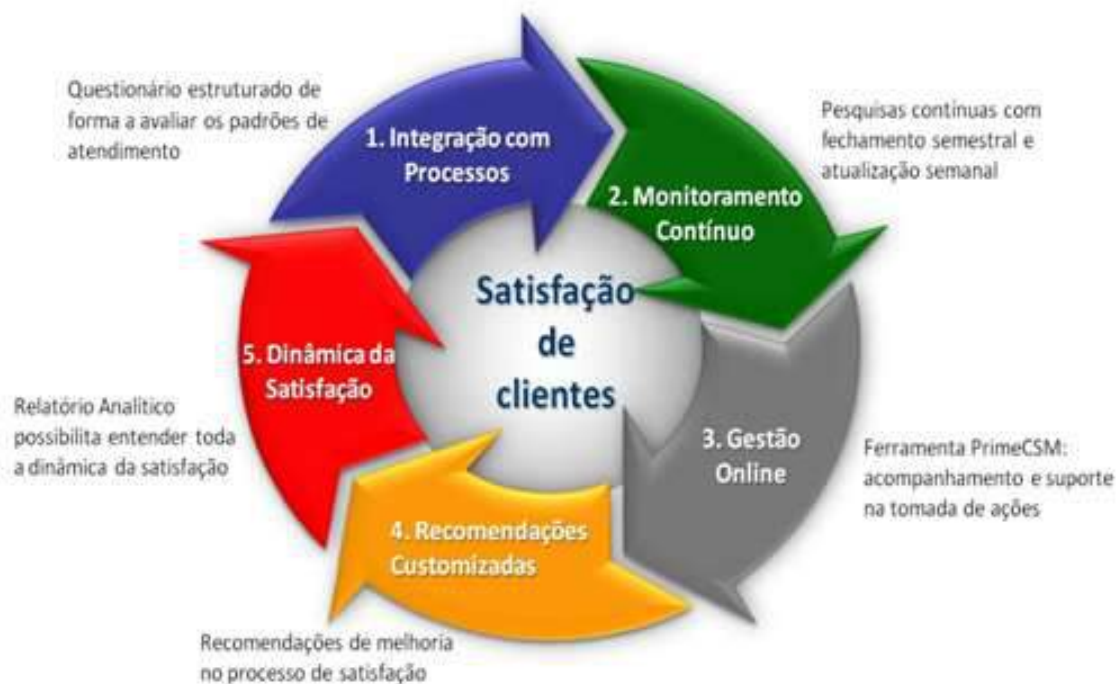 Questionário estruturado de
forma a avaliar os padrões de
atendimento
1. Integração com
Processos
Pesquisas contínuas com
fechamento semestral e
atualização semanal
2. Monitoramento
Contínuo
Satisfação
de
clientes
3. Gestão
Online
Ferramenta PrimeCSM:
acompanhamento e suporte
na tomada de ações
4. Recomendações
Customizadas
Recomendações de melhoria
no processo de satisfação
5. Dinâmica da
Satisfação
Relatório Analítico
possibilita entender toda
a dinâmica da satisfação